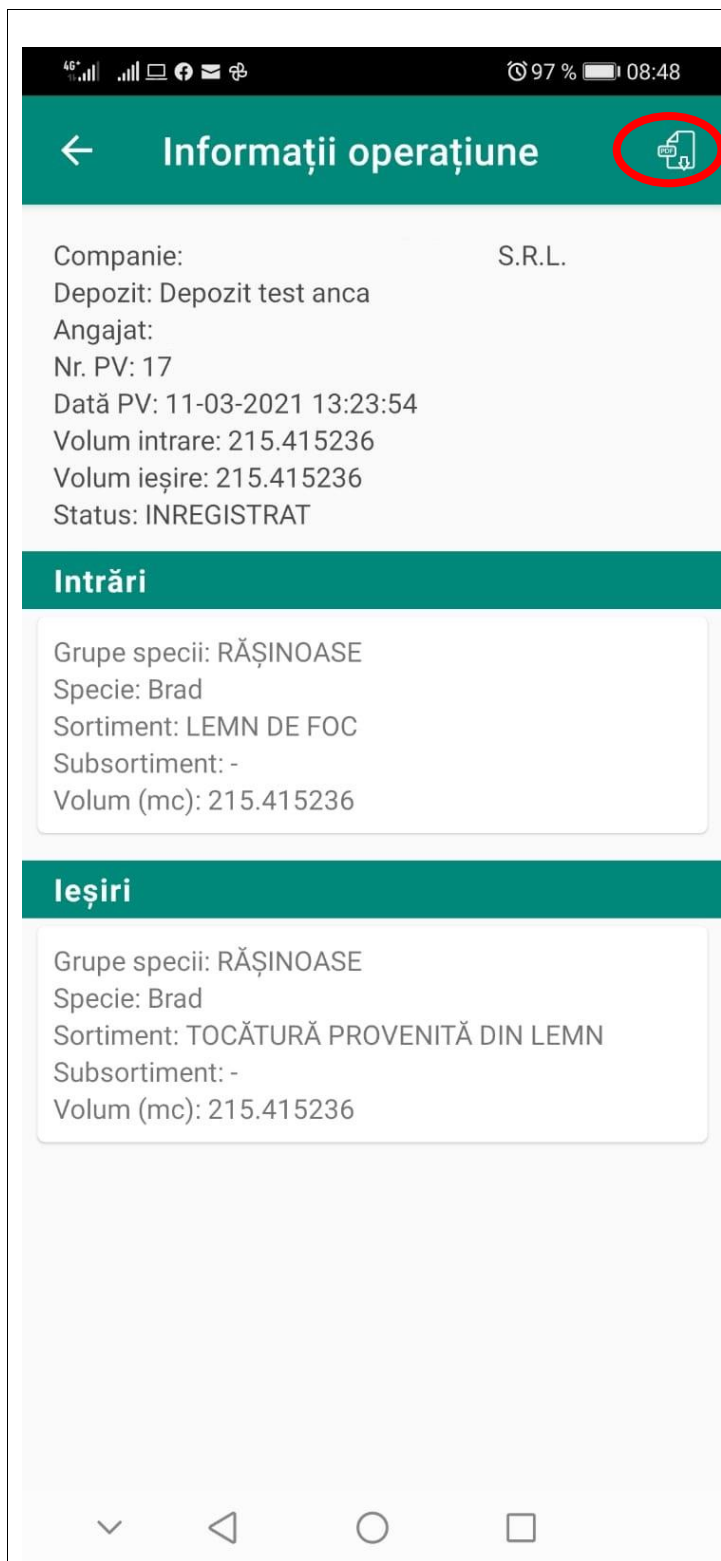 4G+ 97 % 08:48
Informații operațiune PDF
Companie: S.R.L.
Depozit: Depozit test anca
Angajat:
Nr. PV: 17
Dată PV: 11-03-2021 13:23:54
Volum intrare: 215.415236
Volum ieșire: 215.415236
Status: INREGISTRAT
Intrări
Grupe specii: RĂȘINOASE
Specie: Brad
Sortiment: LEMN DE FOC
Subsortiment: -
Volum (mc): 215.415236
Ieșiri
Grupe specii: RĂȘINOASE
Specie: Brad
Sortiment: TOCĂTURĂ PROVENITĂ DIN LEMN
Subsortiment: -
Volum (mc): 215.415236